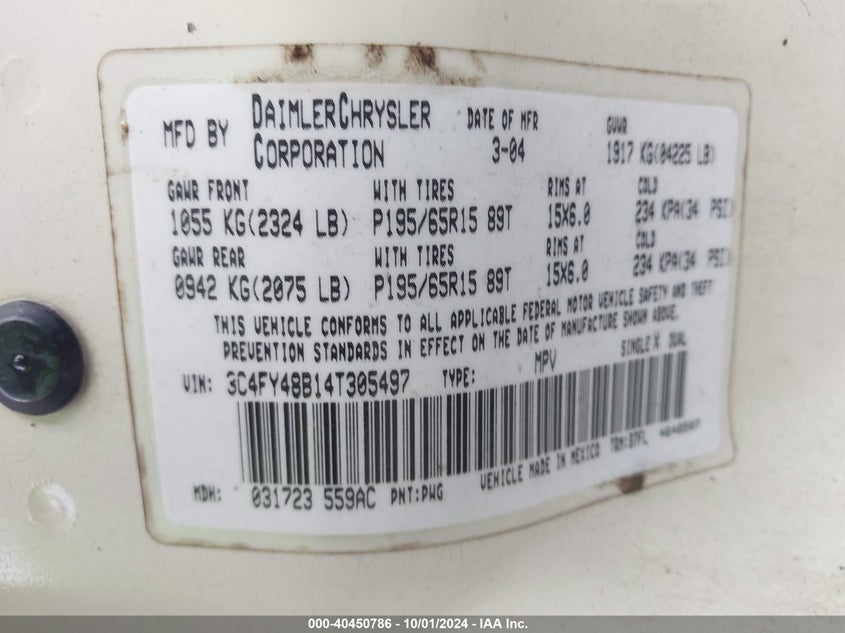 MFD BY DAIMLERCHRYSLER CORPORATION DATE OF MFR 3-04 GVWR 1917 KG(04225 LB)
GAWR FRONT WITH TIRES RIMS AT COLD
1055 KG(2324 LB) P195/65R15 89T 15X6.0 234 KPA(34 PSI)
GAWR REAR WITH TIRES RIMS AT COLD
0942 KG(2075 LB) P195/65R15 89T 15X6.0 234 KPA(34 PSI)
THIS VEHICLE CONFORMS TO ALL APPLICABLE FEDERAL MOTOR VEHICLE SAFETY AND THEFT
PREVENTION STANDARDS IN EFFECT ON THE DATE OF MANUFACTURE SHOWN ABOVE.
VIN: 3C4FY48B14T305497 TYPE: MPV SINGLE X DUAL
MDH: 031723 559AC PNT:PWG VEHICLE MADE IN MEXICO
000-40450786 - 10/01/2024 - IAA Inc.